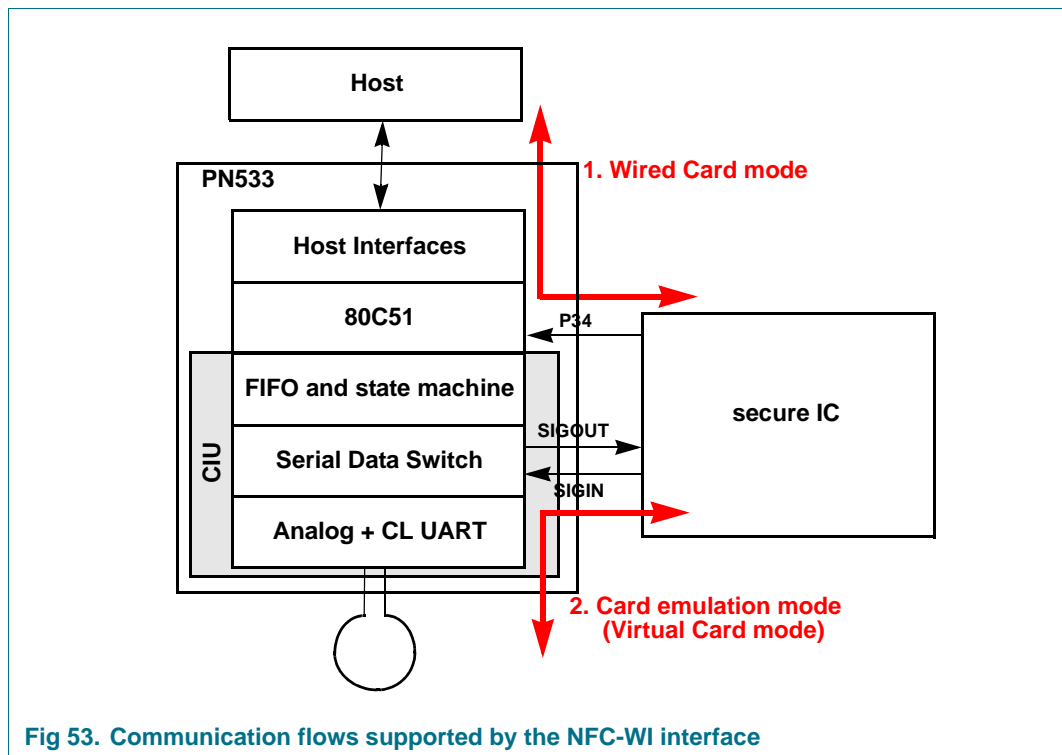 Host
1. Wired Card mode
PN533
Host Interfaces
80C51
P34
FIFO and state machine
secure IC
SIGOUT
CIU
Serial Data Switch
SIGIN
Analog + CL UART
2. Card emulation mode
(Virtual Card mode)
Fig 53. Communication flows supported by the NFC-WI interface